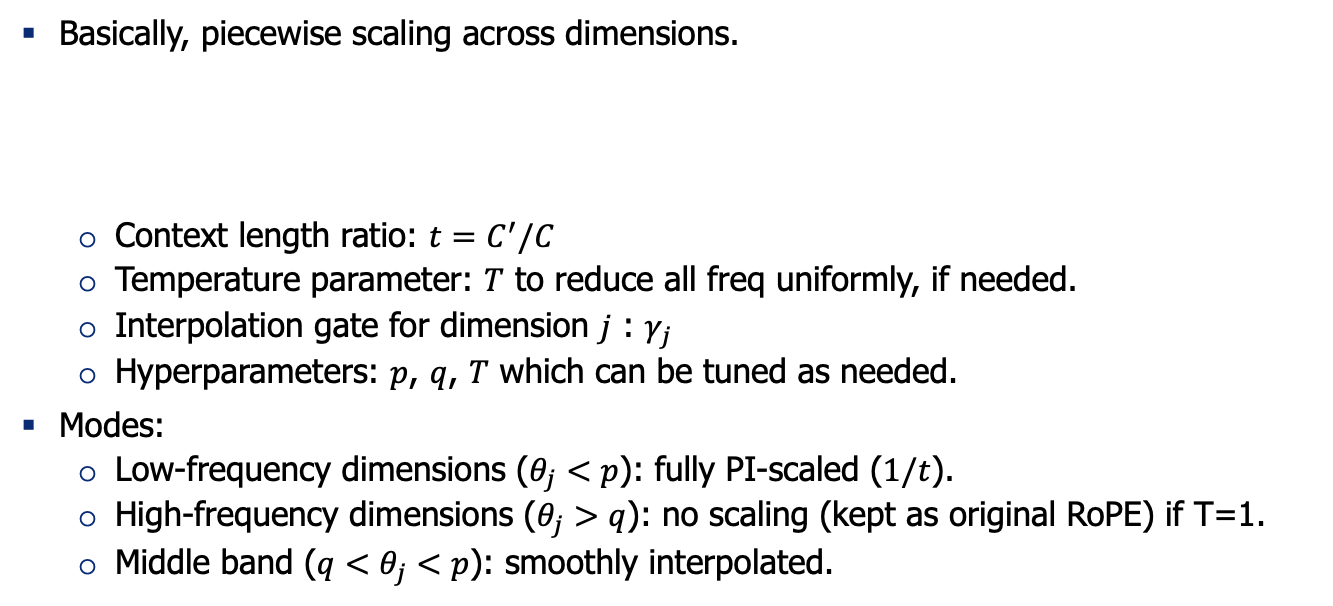 ▪ Basically, piecewise scaling across dimensions.
o Context length ratio: 𝑡 = 𝐶′/𝐶
o Temperature parameter: 𝑇 to reduce all freq uniformly, if needed.
o Interpolation gate for dimension 𝑗 : 𝛾ⱼ
o Hyperparameters: 𝑝, 𝑞, 𝑇 which can be tuned as needed.
▪ Modes:
o Low-frequency dimensions (𝜃ⱼ < 𝑝): fully PI-scaled (1/𝑡).
o High-frequency dimensions (𝜃ⱼ > 𝑞): no scaling (kept as original RoPE) if T=1.
o Middle band (𝑞 < 𝜃ⱼ < 𝑝): smoothly interpolated.